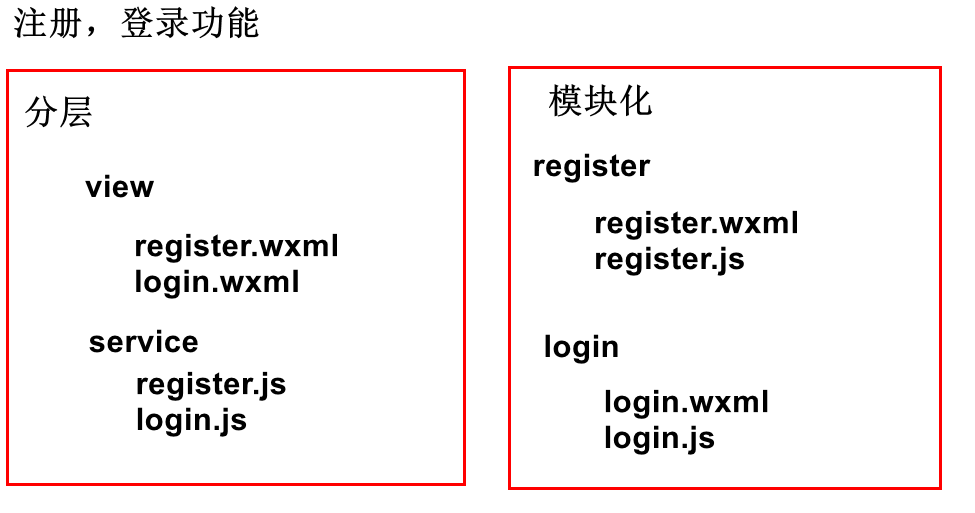 注册，登录功能
分层
view
register.wxml
login.wxml
service
register.js
login.js
模块化
register
register.wxml
register.js
login
login.wxml
login.js